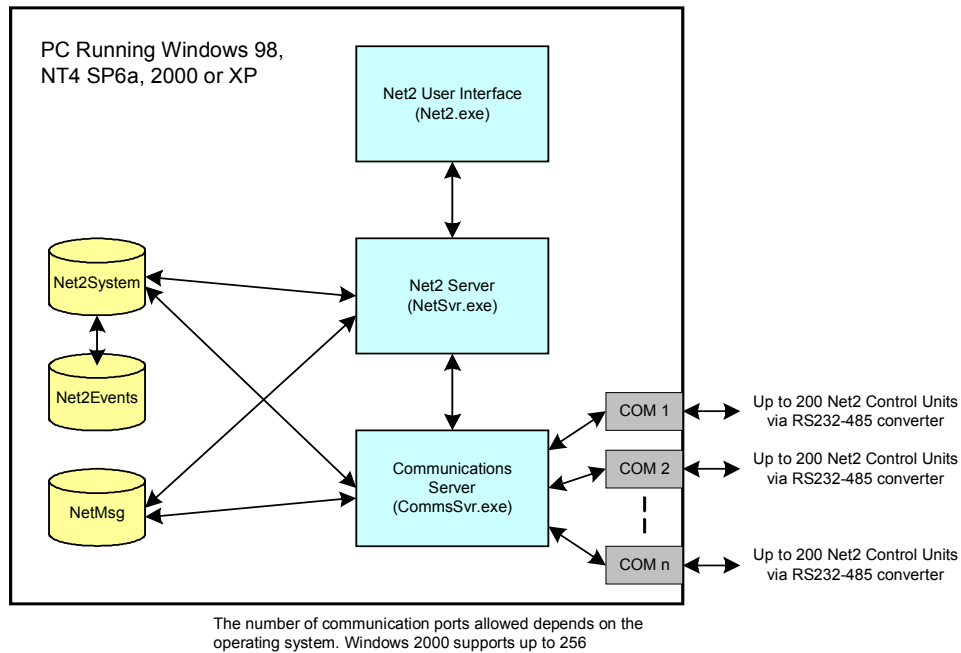 PC Running Windows 98,
NT4 SP6a, 2000 or XP
Net2 User Interface
(Net2.exe)
Net2System
Net2 Server
(NetSvr.exe)
Net2Events
COM 1
Up to 200 Net2 Control Units
via RS232-485 converter
NetMsg
Communications
Server
(CommsSvr.exe)
COM 2
Up to 200 Net2 Control Units
via RS232-485 converter
COM n
Up to 200 Net2 Control Units
via RS232-485 converter
The number of communication ports allowed depends on the
operating system. Windows 2000 supports up to 256